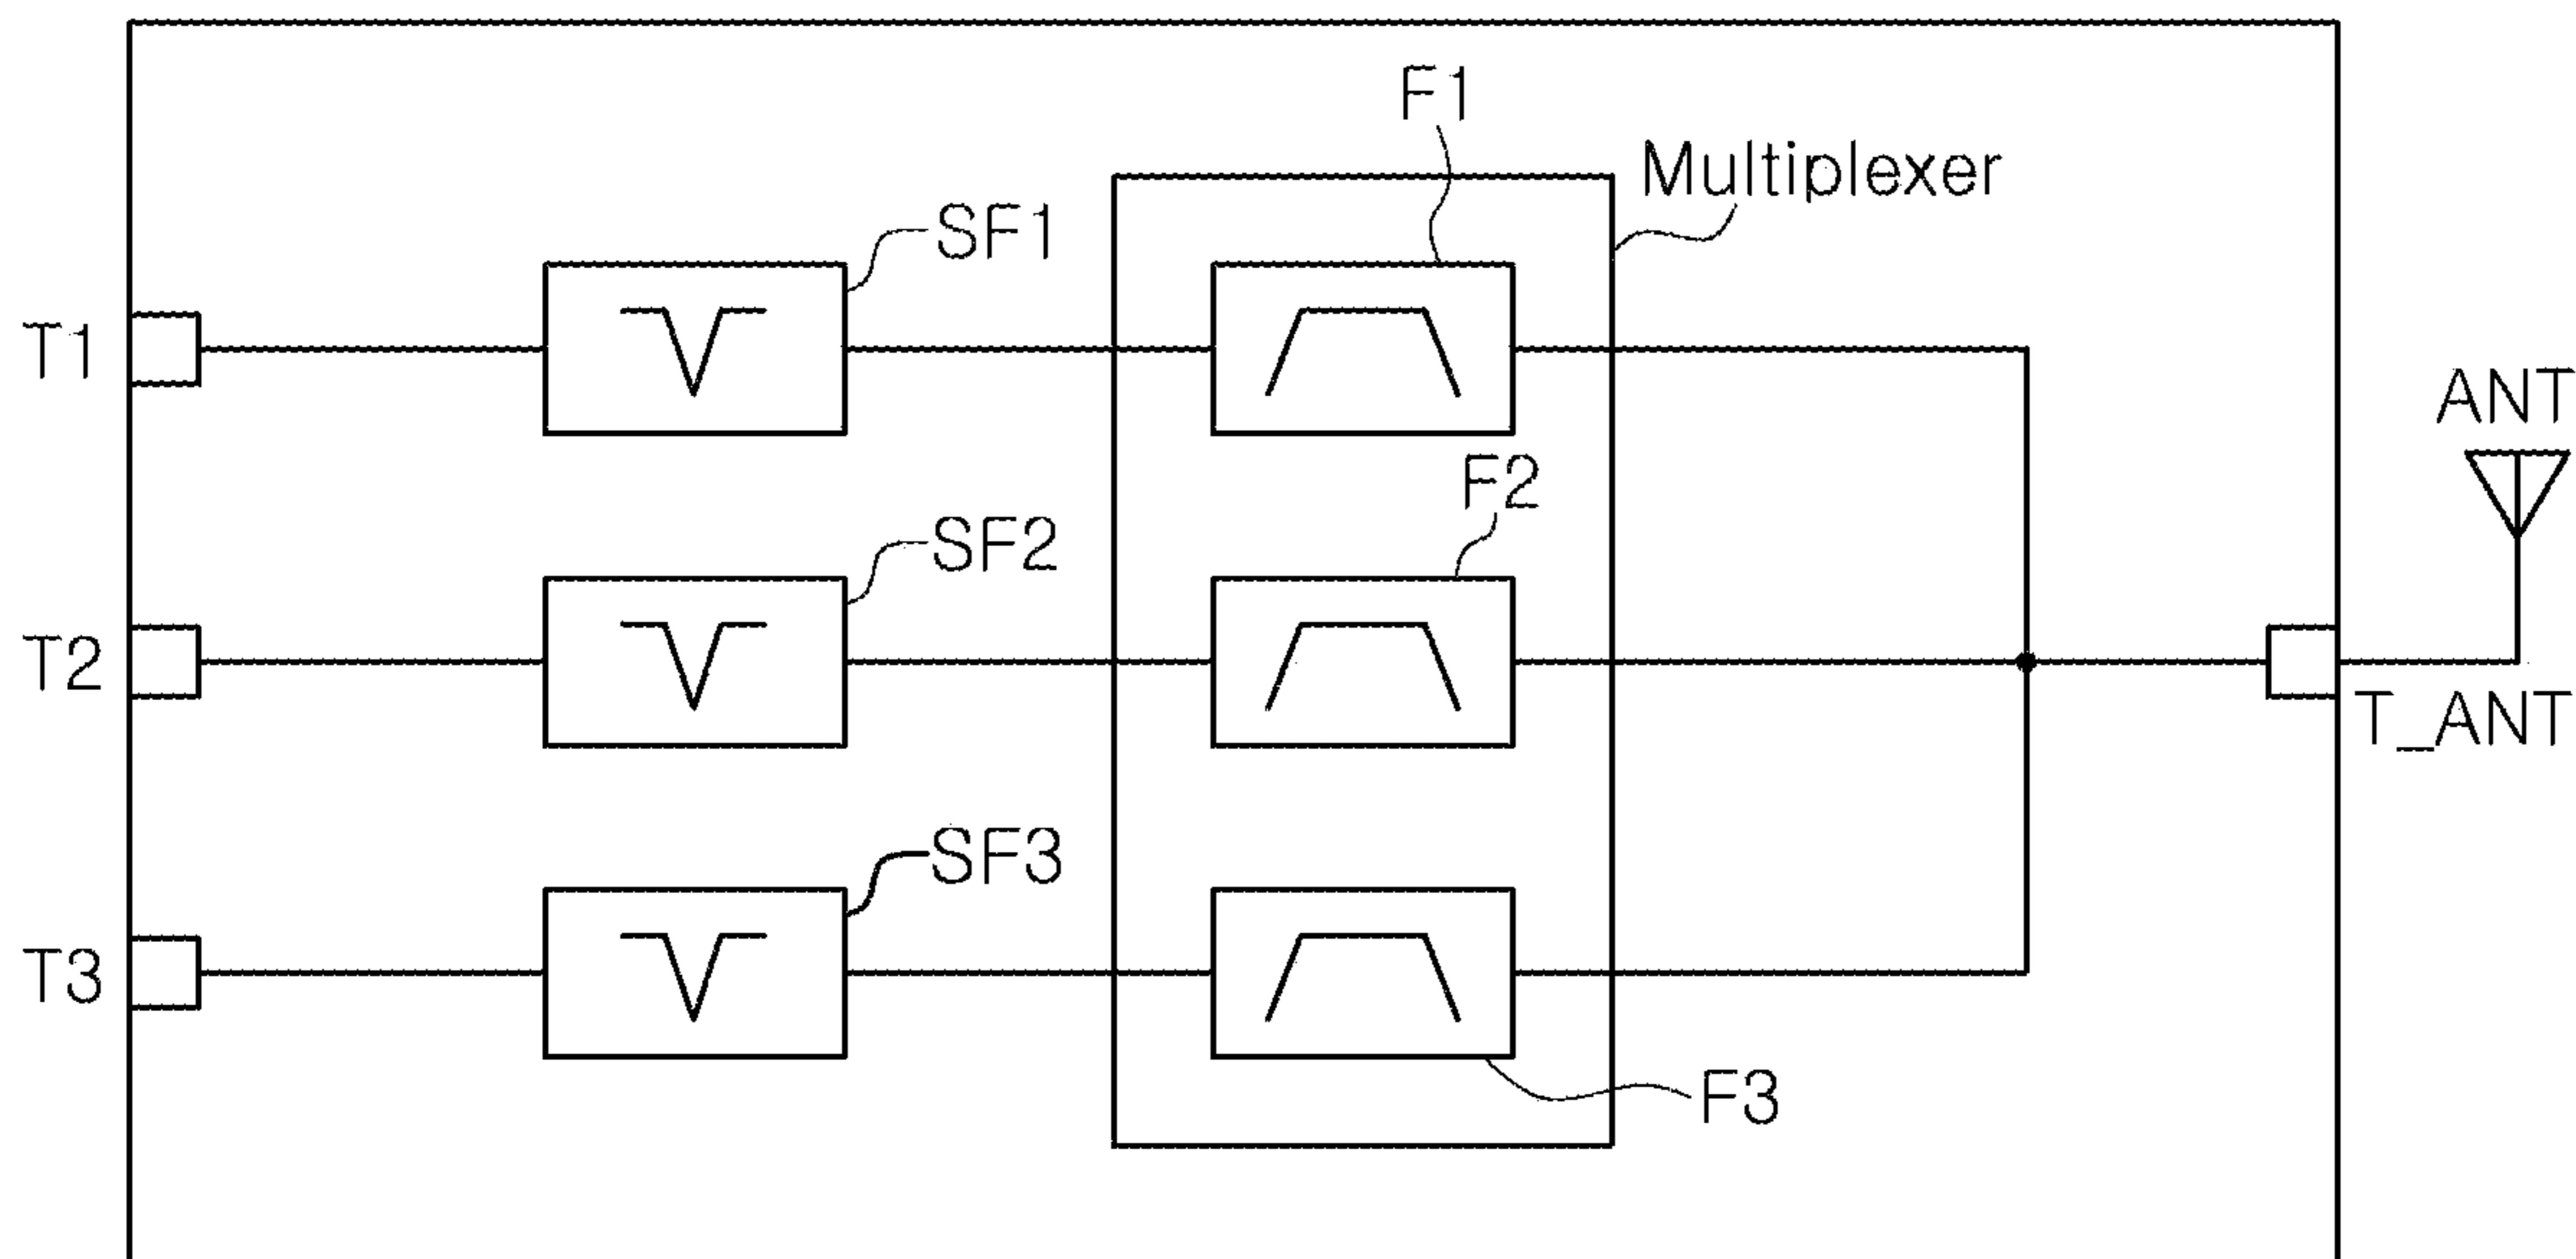 F1
Multiplexer
SF1
T1
ANT
F2
SF2
T2
T_ANT
SF3
T3
F3